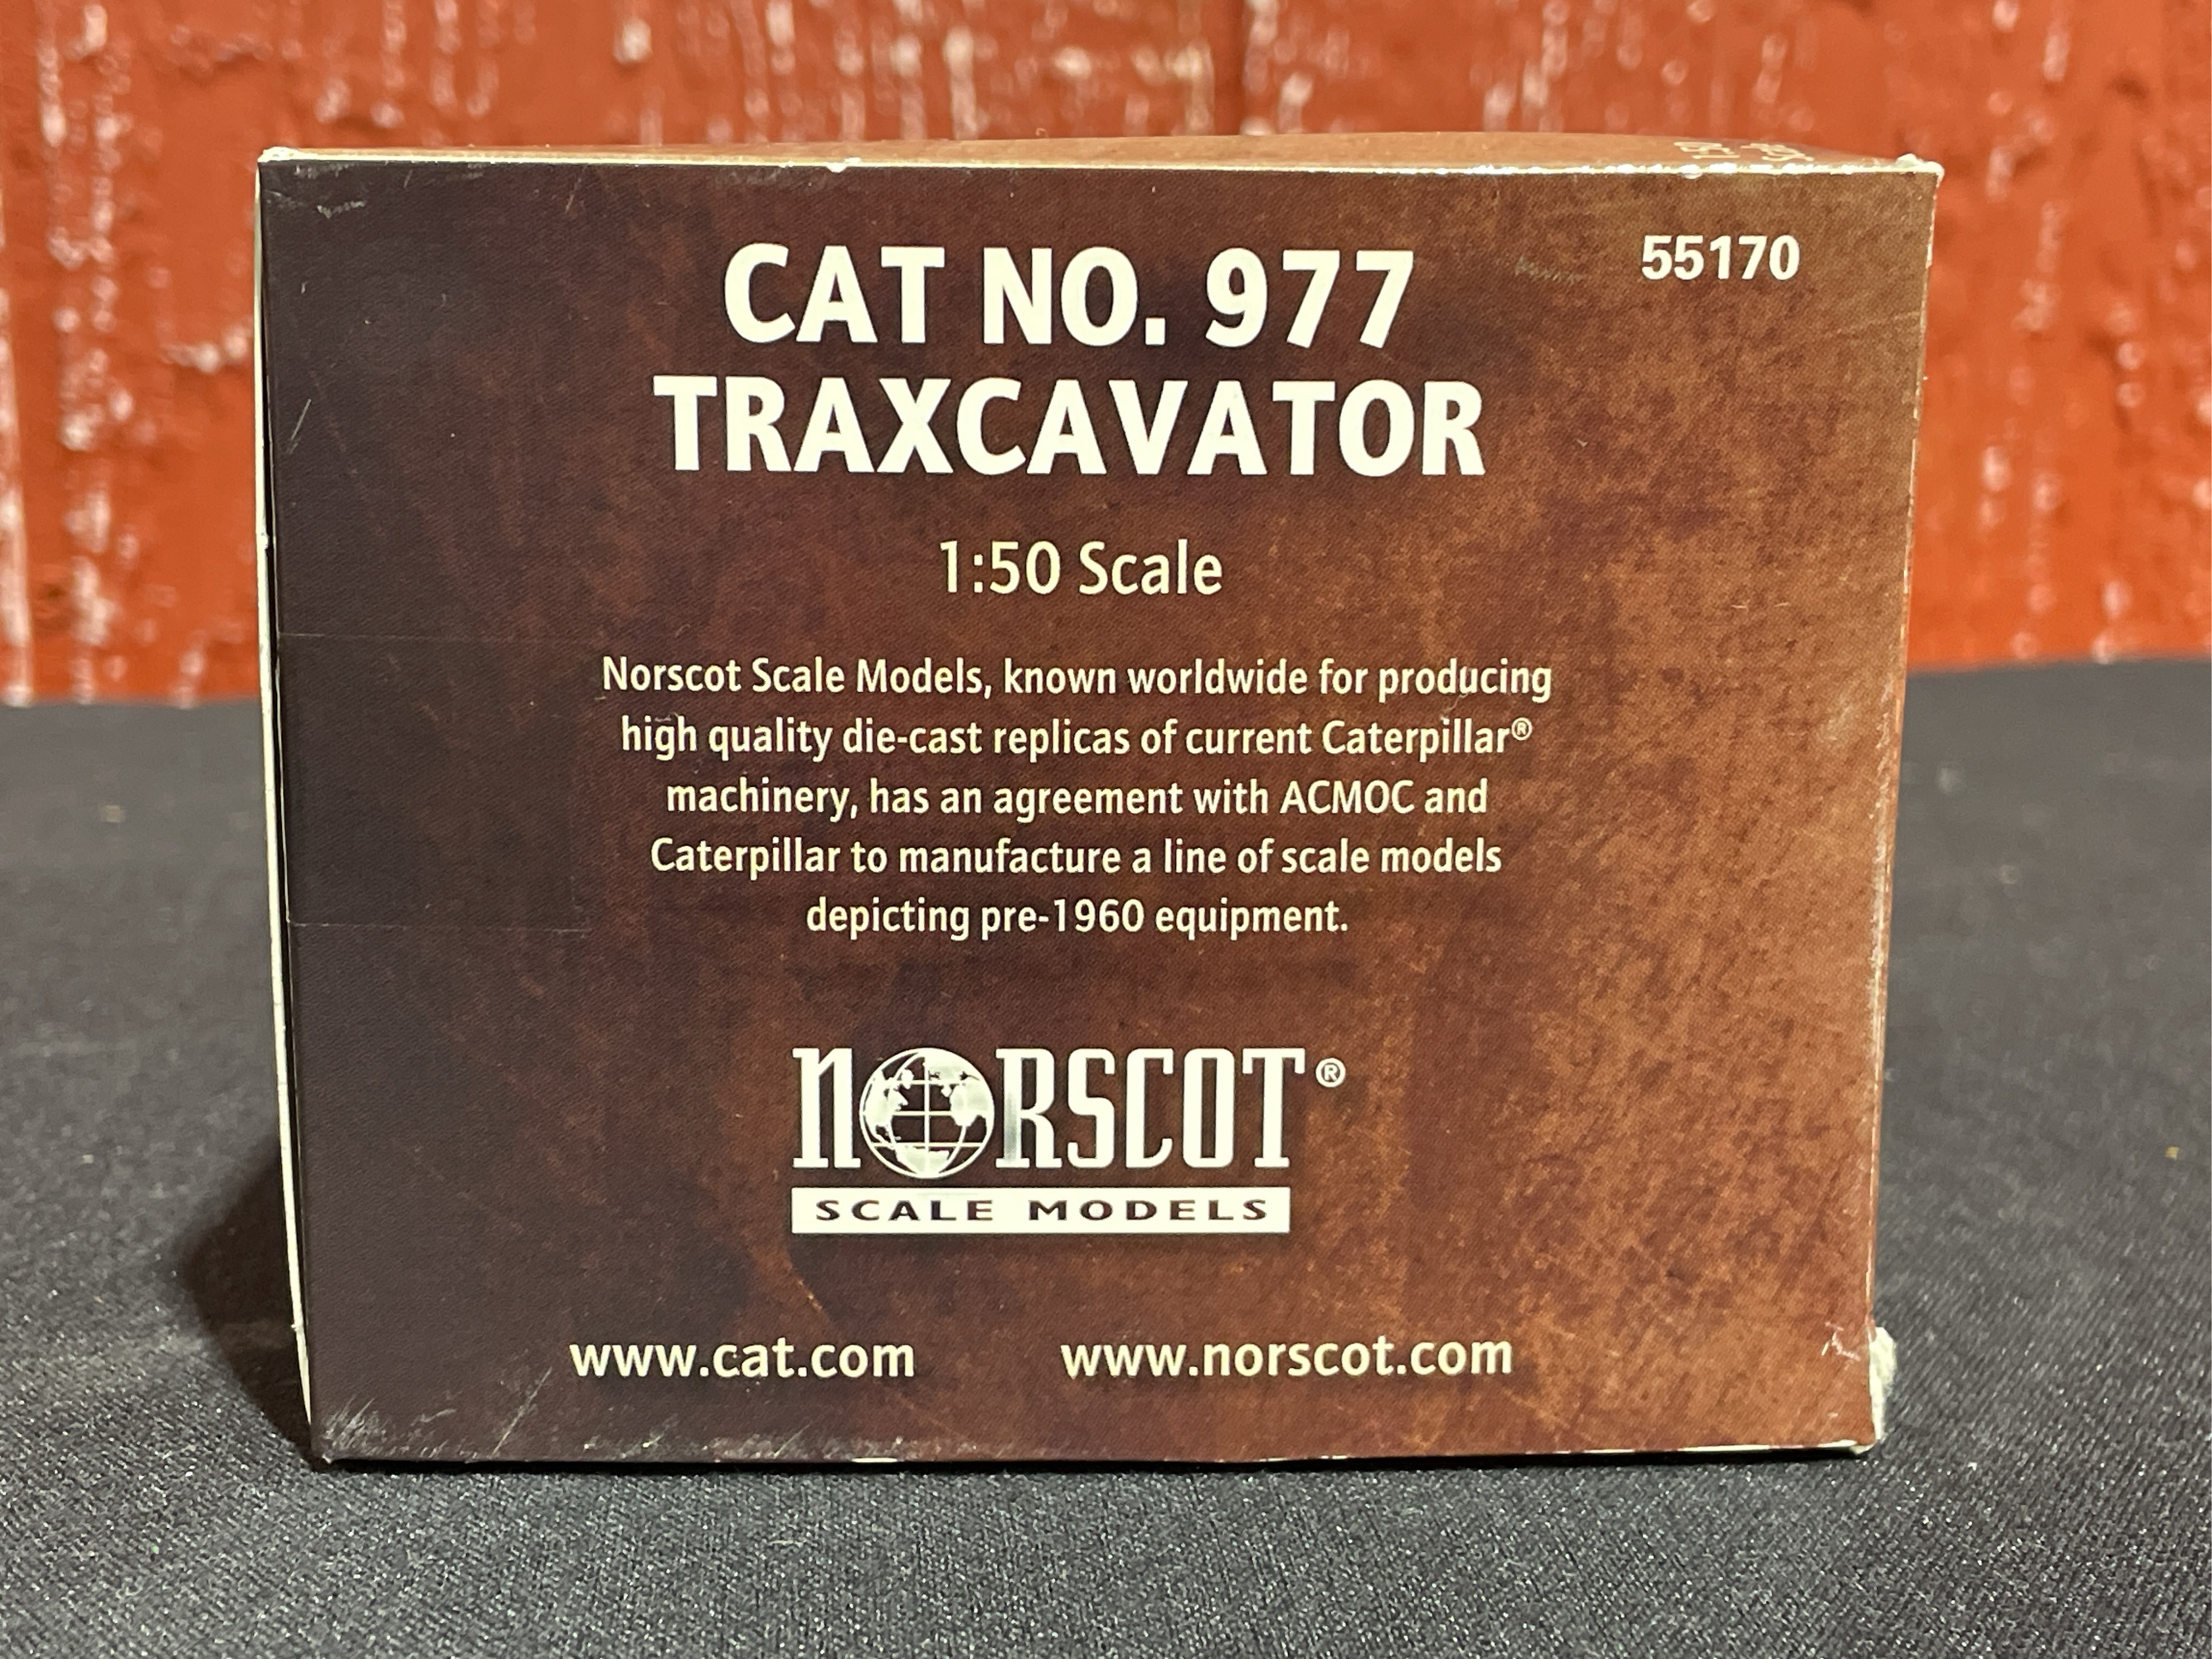 55170
CAT NO. 977
TRAXCAVATOR
1:50 Scale
Norscot Scale Models, known worldwide for producing
high quality die-cast replicas of current Caterpillar®
machinery, has an agreement with ACMOC and
Caterpillar to manufacture a line of scale models
depicting pre-1960 equipment.
NORSCOT®
SCALE MODELS
www.cat.com www.norscot.com